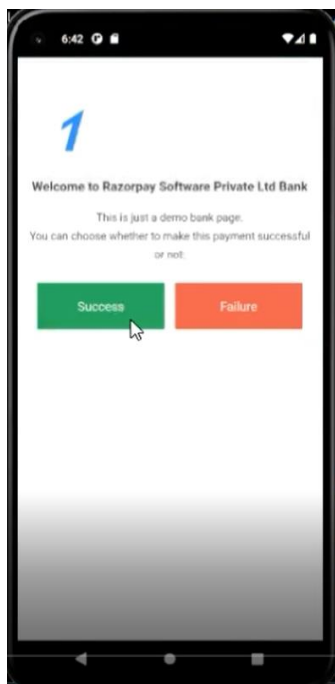 6:42
Welcome to Razorpay Software Private Ltd Bank
This is just a demo bank page.
You can choose whether to make this payment successful
or not:
Success Failure